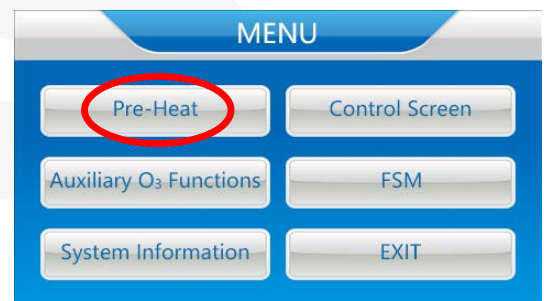 MENU
Pre-Heat
Control Screen
Auxiliary O₃ Functions
FSM
System Information
EXIT